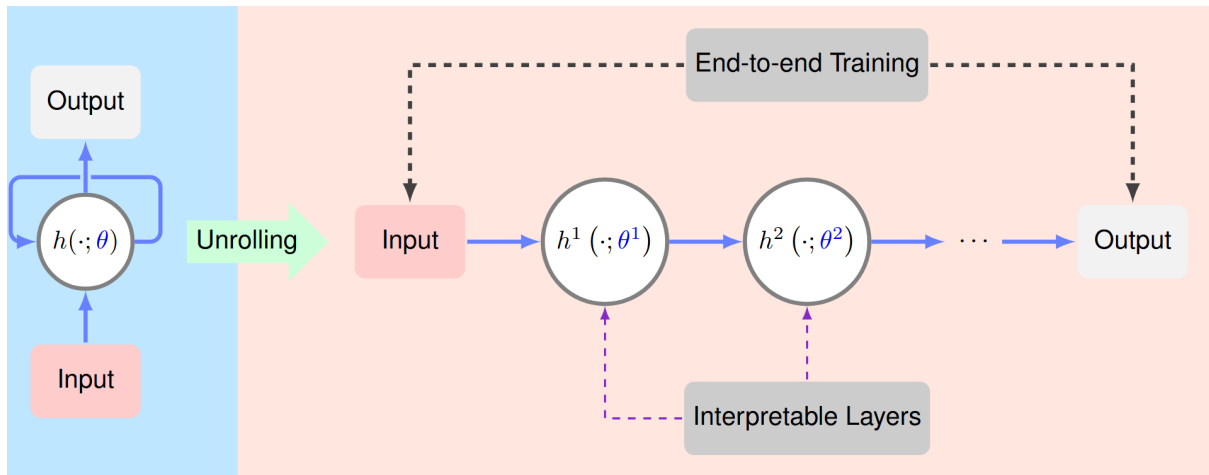 Output
h(·; θ)
Input
Unrolling
End-to-end Training
Input
h¹ (·; θ¹)
h² (·; θ²)
···
Output
Interpretable Layers